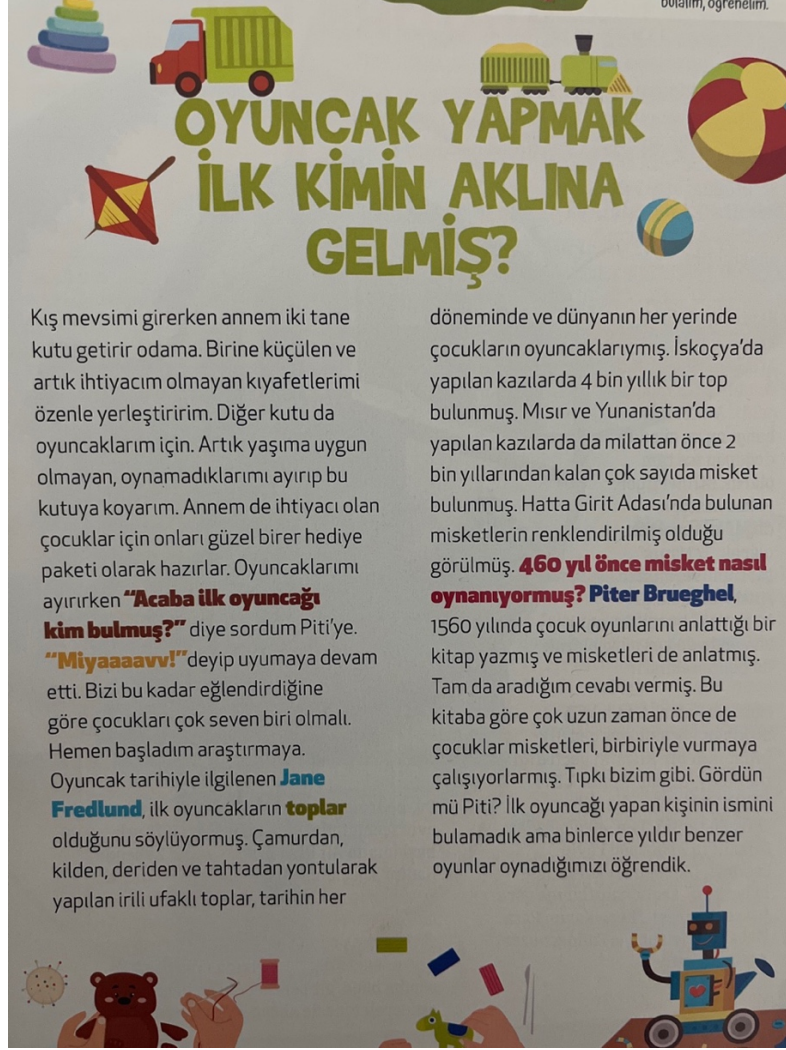 bulalım, öğrenelim.
OYUNCAK YAPMAK
İLK KİMİN AKLINA
GELMİŞ?
Kış mevsimi girerken annem iki tane
kutu getirir odama. Birine küçülen ve
artık ihtiyacım olmayan kıyafetlerimi
özenle yerleştiririm. Diğer kutu da
oyuncaklarım için. Artık yaşıma uygun
olmayan, oynamadıklarımı ayırıp bu
kutuya koyarım. Annem de ihtiyacı olan
çocuklar için onları güzel birer hediye
paketi olarak hazırlar. Oyuncaklarımı
ayırırken “Acaba ilk oyuncağı
kim bulmuş?” diye sordum Piti’ye.
“Miyaaaavv!”deyip uyumaya devam
etti. Bizi bu kadar eğlendirdiğine
göre çocukları çok seven biri olmalı.
Hemen başladım araştırmaya.
Oyuncak tarihiyle ilgilenen Jane
Fredlund, ilk oyuncakların toplar
olduğunu söylüyormuş. Çamurdan,
kilden, deriden ve tahtadan yontularak
yapılan irili ufaklı toplar, tarihin her
döneminde ve dünyanın her yerinde
çocukların oyuncaklarıymış. İskoçya’da
yapılan kazılarda 4 bin yıllık bir top
bulunmuş. Mısır ve Yunanistan’da
yapılan kazılarda da milattan önce 2
bin yıllarından kalan çok sayıda misket
bulunmuş. Hatta Girit Adası’nda bulunan
misketlerin renklendirilmiş olduğu
görülmüş. 460 yıl önce misket nasıl
oynanıyormuş? Piter Brueghel,
1560 yılında çocuk oyunlarını anlattığı bir
kitap yazmış ve misketleri de anlatmış.
Tam da aradığım cevabı vermiş. Bu
kitaba göre çok uzun zaman önce de
çocuklar misketleri, birbiriyle vurmaya
çalışıyorlarmış. Tıpkı bizim gibi. Gördün
mü Piti? İlk oyuncağı yapan kişinin ismini
bulamadık ama binlerce yıldır benzer
oyunlar oynadığımızı öğrendik.